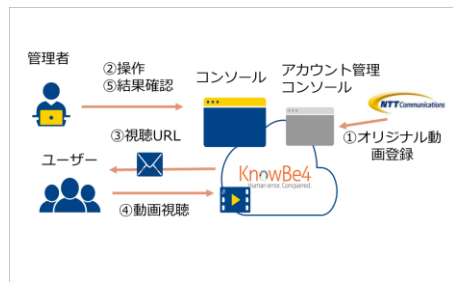 管理者
②操作
⑤結果確認
コンソール
アカウント管理
コンソール
NTT Communications
①オリジナル動
画登録
③視聴URL
ユーザー
KnowBe4
Human error. Conquered.
④動画視聴